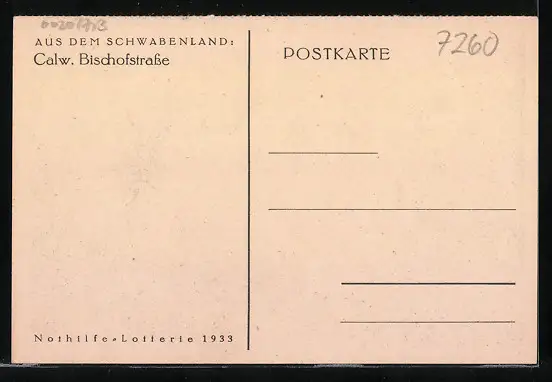 AUS DEM SCHWABENLAND:
Calw, Bischofstraße
POSTKARTE
7260
Nothilfe-Lotterie 1933